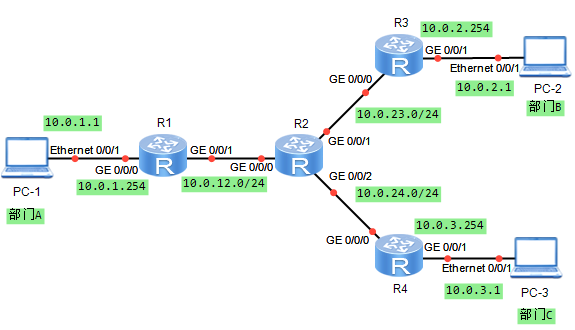 R3
10.0.2.254
GE 0/0/1
Ethernet 0/0/1
GE 0/0/0
10.0.2.1
PC-2
部门B
10.0.23.0/24
10.0.1.1
R1
R2
GE 0/0/1
Ethernet 0/0/1
GE 0/0/1
GE 0/0/0
GE 0/0/0
R
R
R
R
PC-1
10.0.1.254
10.0.12.0/24
GE 0/0/2
10.0.24.0/24
部门A
10.0.3.254
GE 0/0/0
GE 0/0/1
Ethernet 0/0/1
R4
10.0.3.1
PC-3
部门C